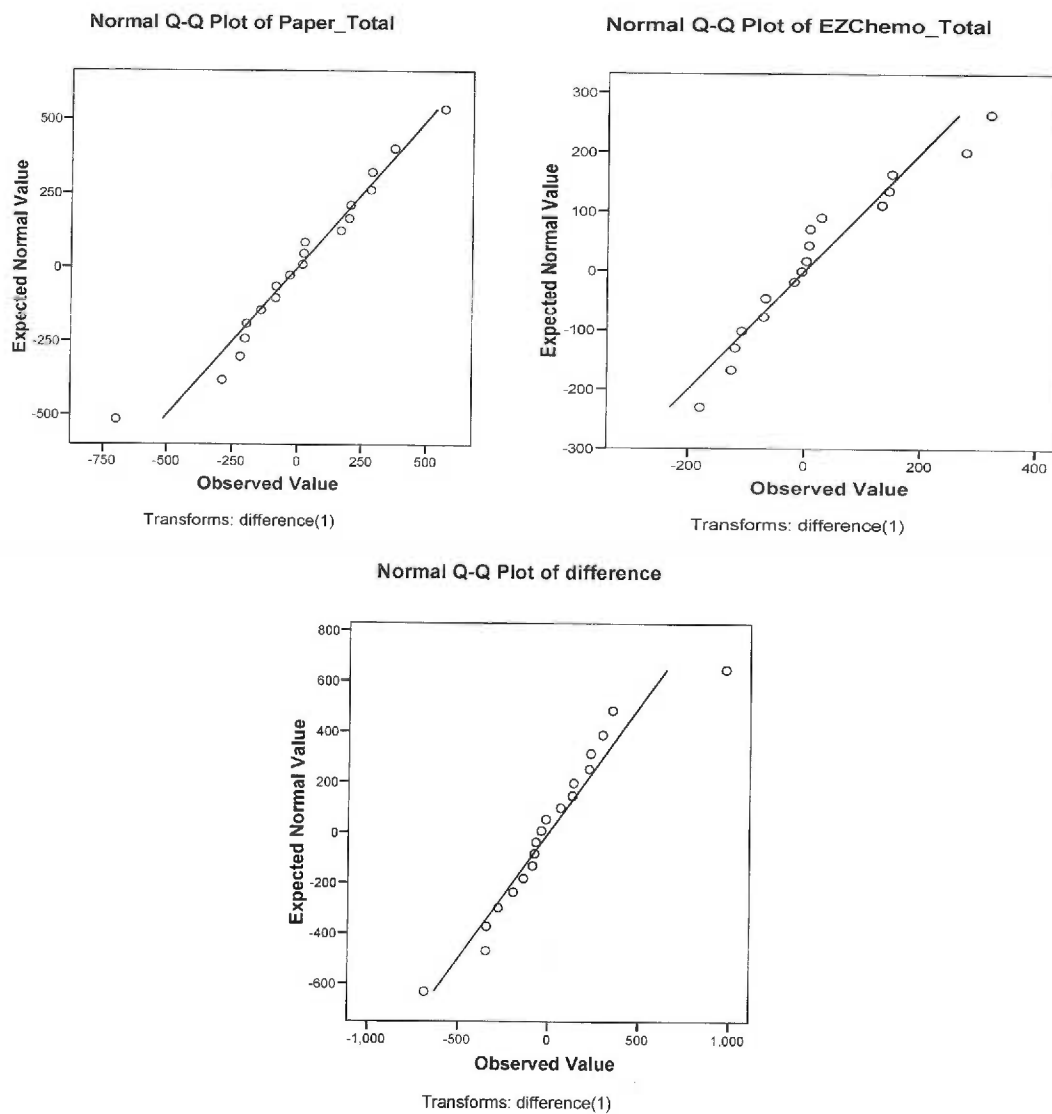 Normal Q-Q Plot of Paper_Total
Expected Normal Value
500
250
0
-250
-500
-750
-500
-250
0
250
500
Observed Value
Transforms: difference(1)
Normal Q-Q Plot of EZChemo_Total
Expected Normal Value
300
200
100
0
-100
-200
-300
-200
0
200
400
Observed Value
Transforms: difference(1)
Normal Q-Q Plot of difference
Expected Normal Value
800
600
400
200
0
-200
-400
-600
-1,000
-500
0
500
1,000
Observed Value
Transforms: difference(1)